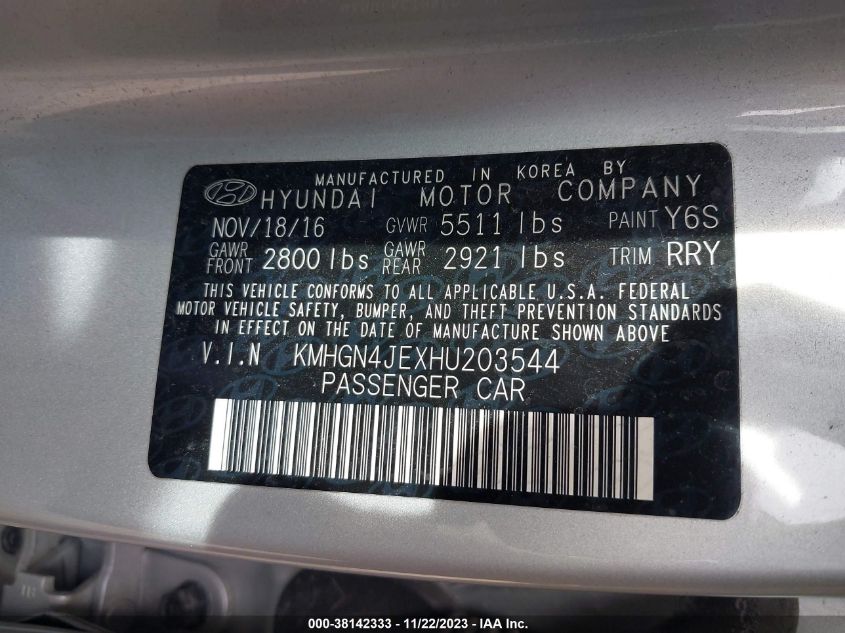 MANUFACTURED IN KOREA BY
HYUNDAI MOTOR COMPANY
NOV/18/16 GVWR 5511 lbs PAINT Y6S
GAWR FRONT 2800 lbs GAWR REAR 2921 lbs TRIM RRY
THIS VEHICLE CONFORMS TO ALL APPLICABLE U.S.A. FEDERAL
MOTOR VEHICLE SAFETY, BUMPER, AND THEFT PREVENTION STANDARDS
IN EFFECT ON THE DATE OF MANUFACTURE SHOWN ABOVE
V.I.N KMHGN4JEXHU203544
PASSENGER CAR
000-38142333 - 11/22/2023 - IAA Inc.